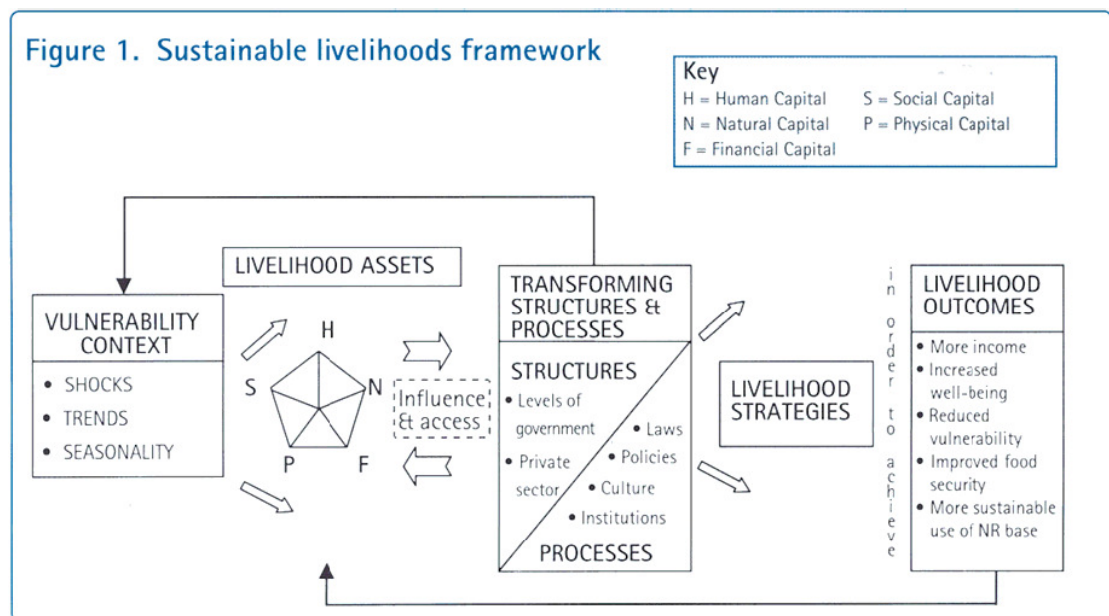 Figure 1. Sustainable livelihoods framework
Key
H = Human Capital S = Social Capital
N = Natural Capital P = Physical Capital
F = Financial Capital
LIVELIHOOD ASSETS
VULNERABILITY
CONTEXT
• SHOCKS
• TRENDS
• SEASONALITY
H
S
N
P
F
Influence
& access
TRANSFORMING
STRUCTURES &
PROCESSES
STRUCTURES
• Levels of
government
• Private
sector
• Laws
• Policies
• Culture
• Institutions
PROCESSES
LIVELIHOOD
STRATEGIES
in order to achieve
LIVELIHOOD
OUTCOMES
• More income
• Increased
well-being
• Reduced
vulnerability
• Improved food
security
• More sustainable
use of NR base